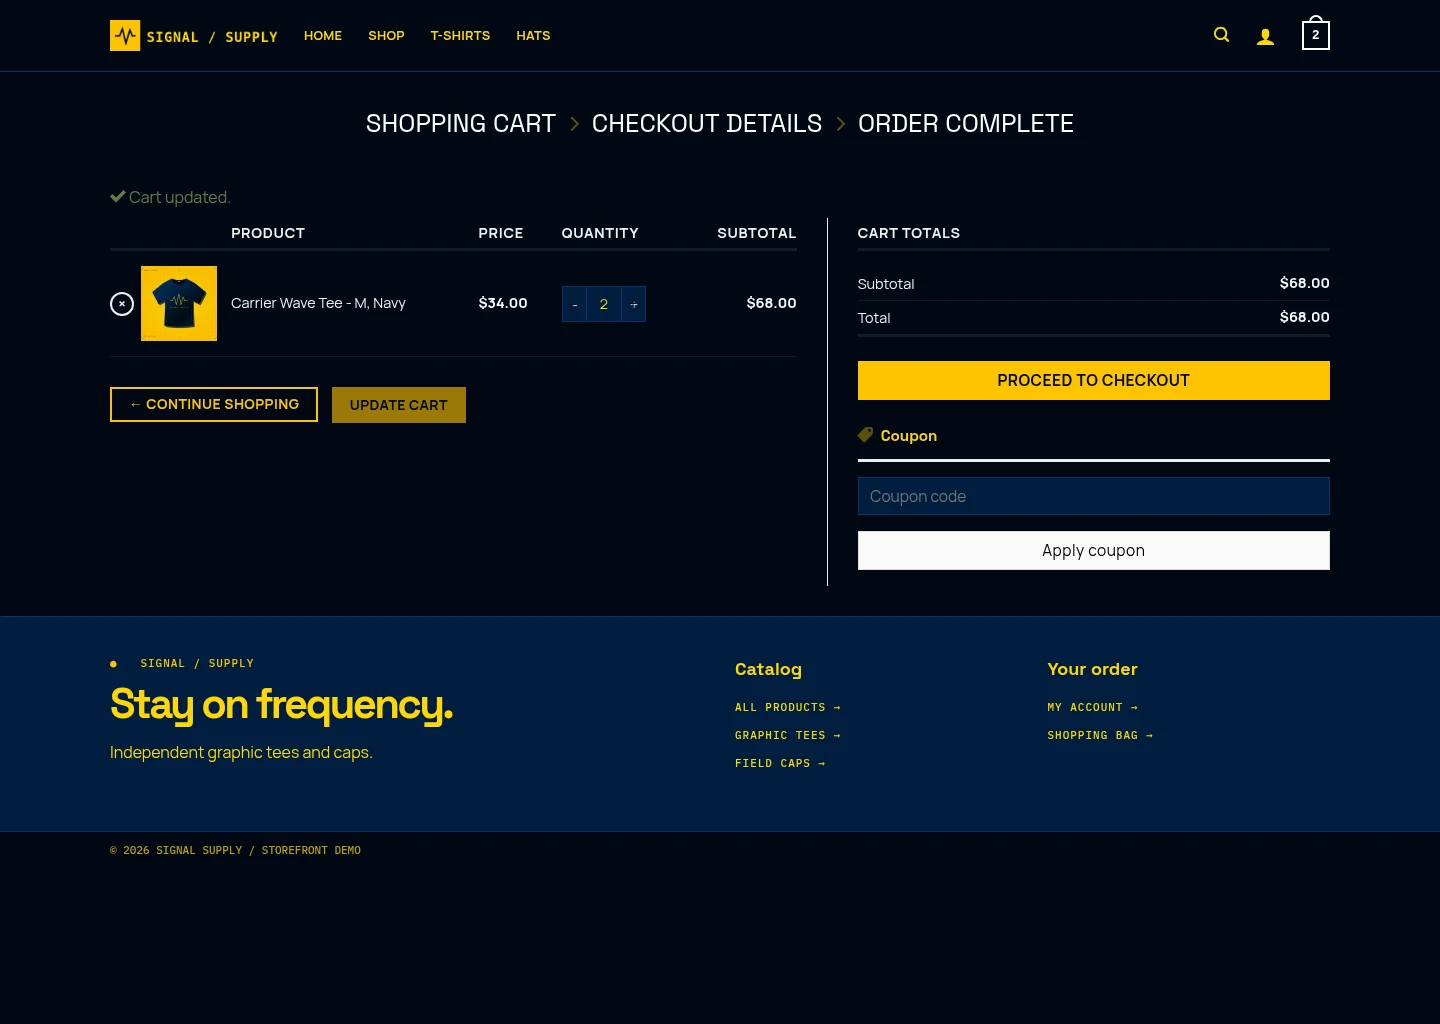 SIGNAL / SUPPLY HOME SHOP T-SHIRTS HATS 2
SHOPPING CART > CHECKOUT DETAILS > ORDER COMPLETE
Cart updated.
PRODUCT PRICE QUANTITY SUBTOTAL
× Carrier Wave Tee - M, Navy $34.00 - 2 + $68.00
← CONTINUE SHOPPING UPDATE CART
CART TOTALS
Subtotal $68.00
Total $68.00
PROCEED TO CHECKOUT
Coupon
Coupon code
Apply coupon
● SIGNAL / SUPPLY
Stay on frequency.
Independent graphic tees and caps.
Catalog
ALL PRODUCTS →
GRAPHIC TEES →
FIELD CAPS →
Your order
MY ACCOUNT →
SHOPPING BAG →
© 2026 SIGNAL SUPPLY / STOREFRONT DEMO